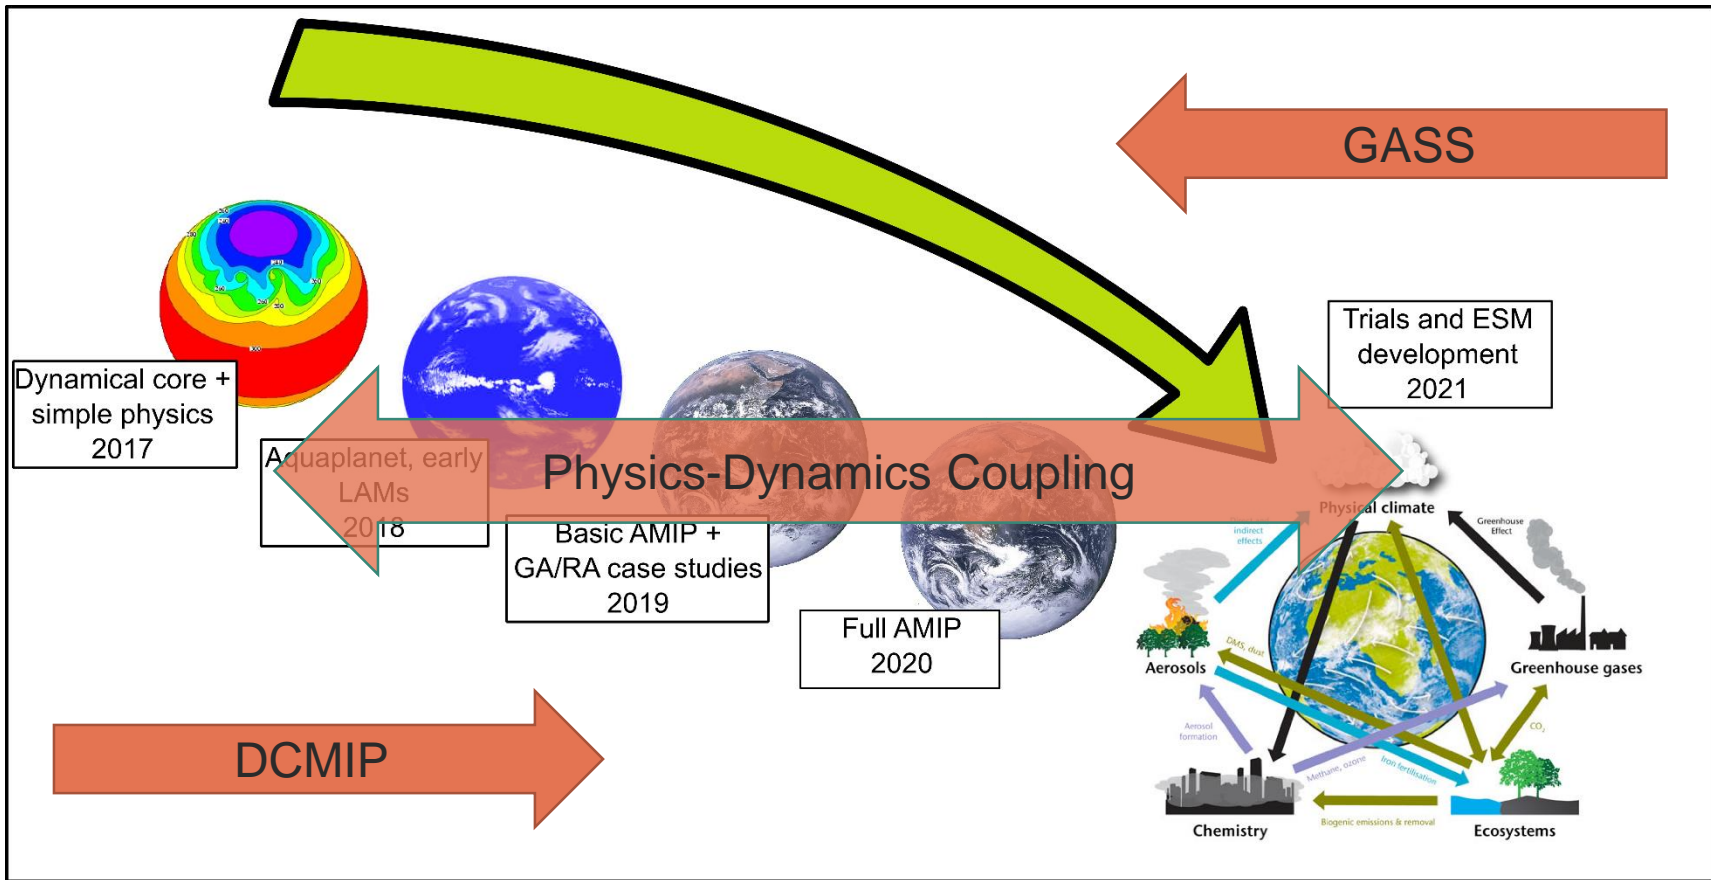 GASS
Dynamical core +
simple physics
2017
Aquaplanet, early
LAMs
2018
Basic AMIP +
GA/RA case studies
2019
Full AMIP
2020
Trials and ESM
development
2021
Physics-Dynamics Coupling
DCMIP
Physical climate
indirect
effects
Greenhouse
Effect
Aerosols
DMS, dust
Greenhouse gases
Aerosol
formation
CO₂
Methane, ozone
Iron fertilisation
Chemistry
Biogenic emissions & removal
Ecosystems